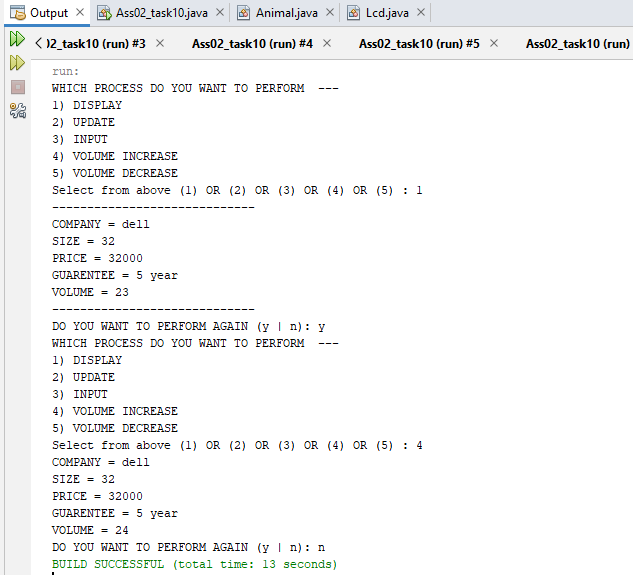 Output × Ass02_task10.java × Animal.java × Lcd.java ×
02_task10 (run) #3 × Ass02_task10 (run) #4 × Ass02_task10 (run) #5 × Ass02_task10 (run)
run:
WHICH PROCESS DO YOU WANT TO PERFORM  ---
1) DISPLAY
2) UPDATE
3) INPUT
4) VOLUME INCREASE
5) VOLUME DECREASE
Select from above (1) OR (2) OR (3) OR (4) OR (5) : 1
-----------------------------
COMPANY = dell
SIZE = 32
PRICE = 32000
GUARENTEE = 5 year
VOLUME = 23
-----------------------------
DO YOU WANT TO PERFORM AGAIN (y | n): y
WHICH PROCESS DO YOU WANT TO PERFORM  ---
1) DISPLAY
2) UPDATE
3) INPUT
4) VOLUME INCREASE
5) VOLUME DECREASE
Select from above (1) OR (2) OR (3) OR (4) OR (5) : 4
COMPANY = dell
SIZE = 32
PRICE = 32000
GUARENTEE = 5 year
VOLUME = 24
DO YOU WANT TO PERFORM AGAIN (y | n): n
BUILD SUCCESSFUL (total time: 13 seconds)